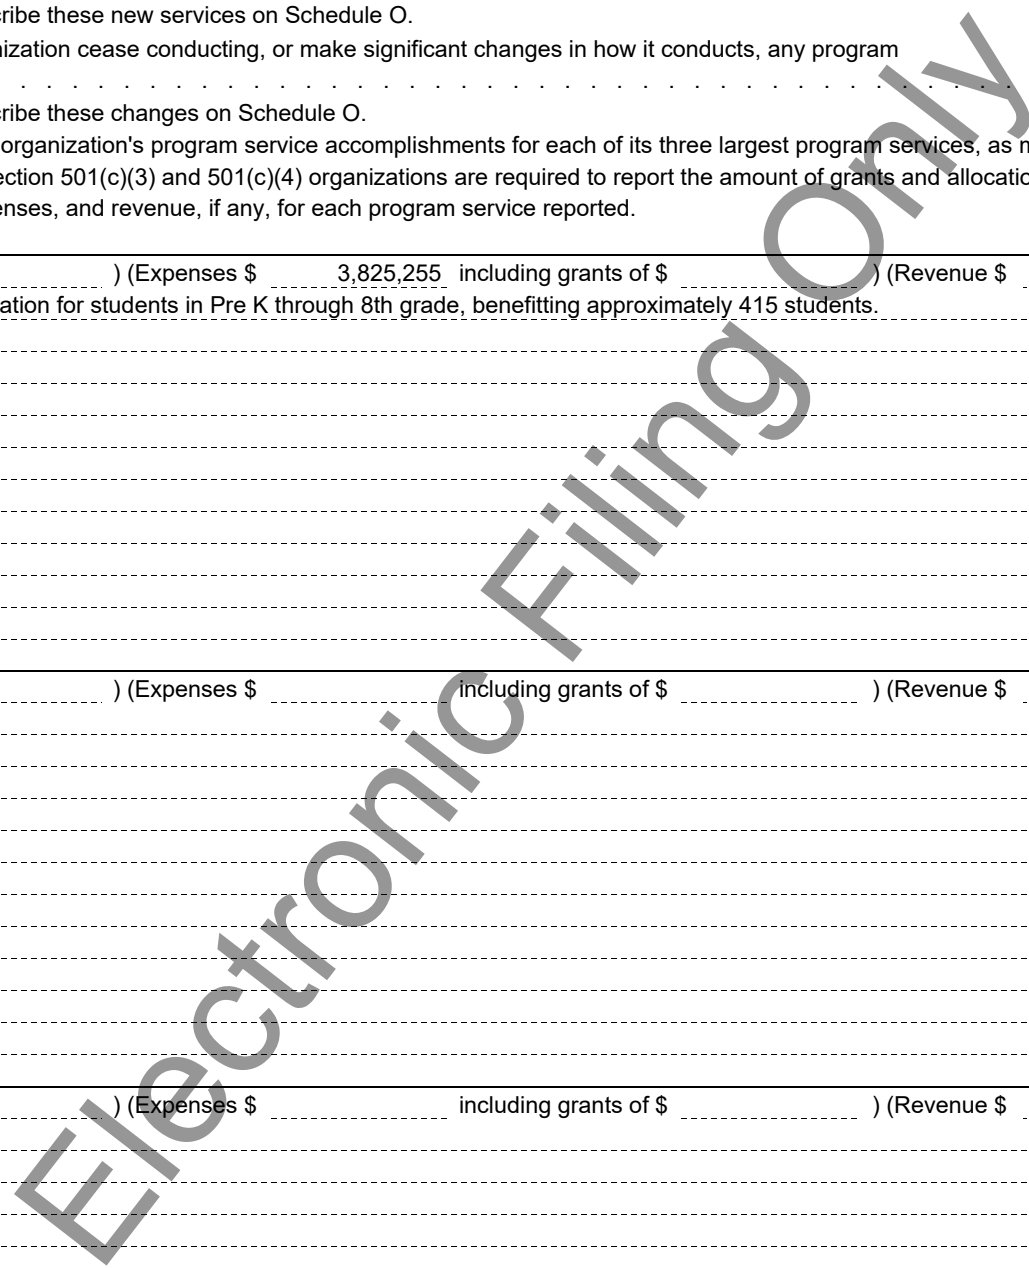 cribe these new services on Schedule O.
nization cease conducting, or make significant changes in how it conducts, any program
. . . . . . . . . . . . . . . . . . . . . . . . . . . . . . . . . . . . . . .
cribe these changes on Schedule O.
organization's program service accomplishments for each of its three largest program services, as m
ection 501(c)(3) and 501(c)(4) organizations are required to report the amount of grants and allocatio
enses, and revenue, if any, for each program service reported.
) (Expenses $ 3,825,255 including grants of $ ) (Revenue $
ation for students in Pre K through 8th grade, benefitting approximately 415 students.
) (Expenses $ including grants of $ ) (Revenue $
) (Expenses $ including grants of $ ) (Revenue $
Electronic Filing Only